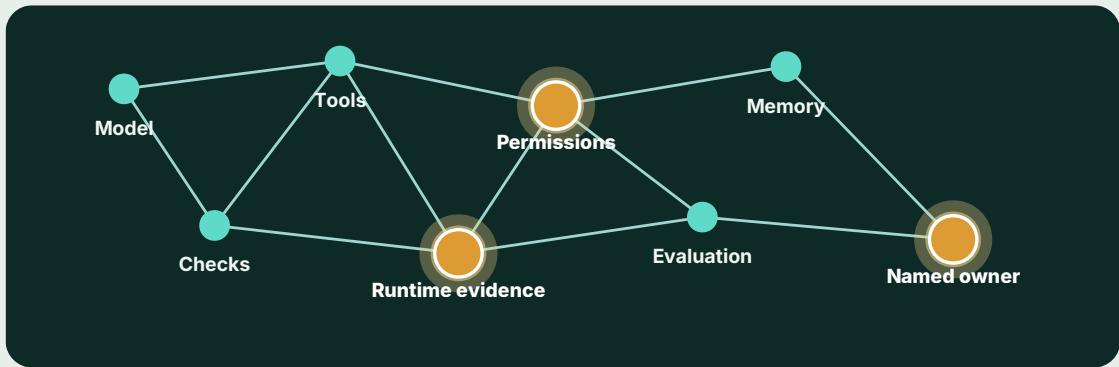 Model
Tools
Permissions
Memory
Checks
Runtime evidence
Evaluation
Named owner